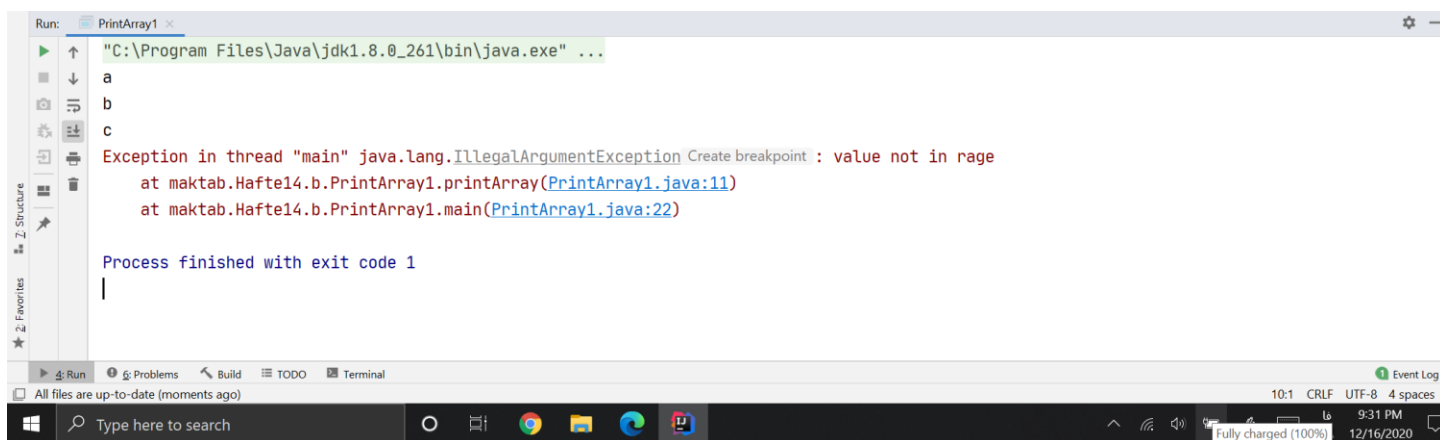 Run: PrintArray1
"C:\Program Files\Java\jdk1.8.0_261\bin\java.exe" ...
a
b
c
Exception in thread "main" java.lang.IllegalArgumentException Create breakpoint : value not in rage
at maktab.Hafte14.b.PrintArray1.printArray(PrintArray1.java:11)
at maktab.Hafte14.b.PrintArray1.main(PrintArray1.java:22)
Process finished with exit code 1
Z: Structure
2: Favorites
4: Run 6: Problems Build TODO Terminal 1 Event Log
All files are up-to-date (moments ago) 10:1 CRLF UTF-8 4 spaces
Type here to search فا 9:31 PM
Fully charged (100%) 12/16/2020